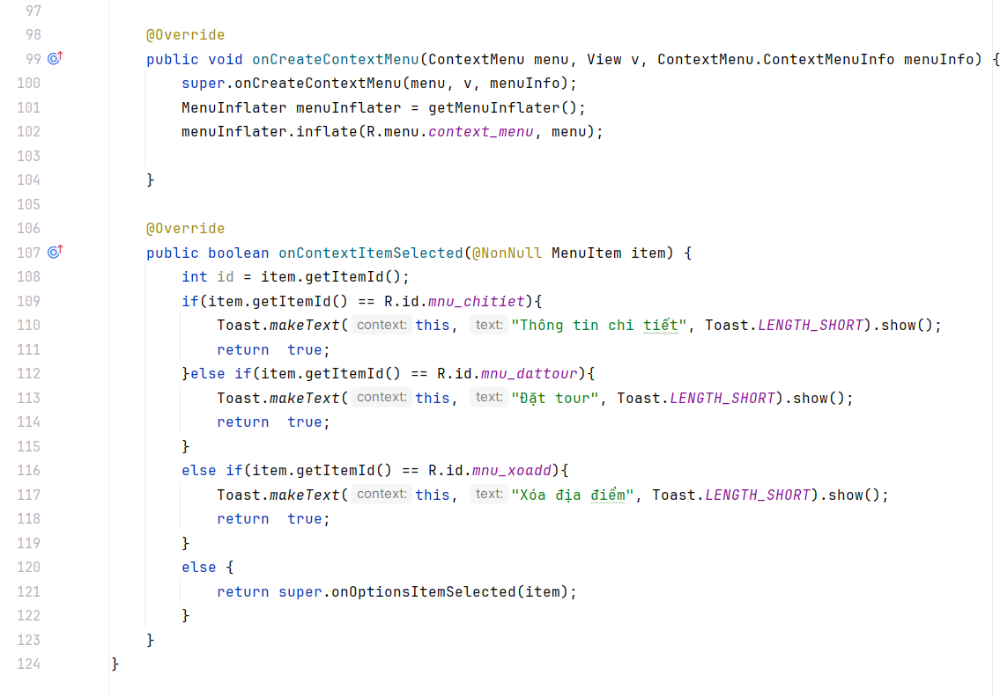 97
98 @Override
99 public void onCreateContextMenu(ContextMenu menu, View v, ContextMenu.ContextMenuInfo menuInfo) {
100 super.onCreateContextMenu(menu, v, menuInfo);
101 MenuInflater menuInflater = getMenuInflater();
102 menuInflater.inflate(R.menu.context_menu, menu);
103
104 }
105
106 @Override
107 public boolean onContextItemSelected(@NonNull MenuItem item) {
108 int id = item.getItemId();
109 if(item.getItemId() == R.id.mnu_chitiet){
110 Toast.makeText( context: this, text: "Thông tin chi tiết", Toast.LENGTH_SHORT).show();
111 return  true;
112 }else if(item.getItemId() == R.id.mnu_dattour){
113 Toast.makeText( context: this, text: "Đặt tour", Toast.LENGTH_SHORT).show();
114 return  true;
115 }
116 else if(item.getItemId() == R.id.mnu_xoadd){
117 Toast.makeText( context: this, text: "Xóa địa điểm", Toast.LENGTH_SHORT).show();
118 return  true;
119 }
120 else {
121 return super.onOptionsItemSelected(item);
122 }
123 }
124 }